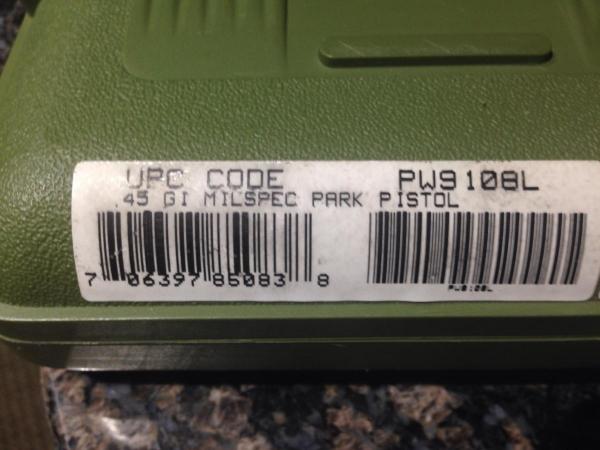 UPC CODE PW9108L
.45 GI MILSPEC PARK PISTOL
7 06397 85083 8
PW9108L